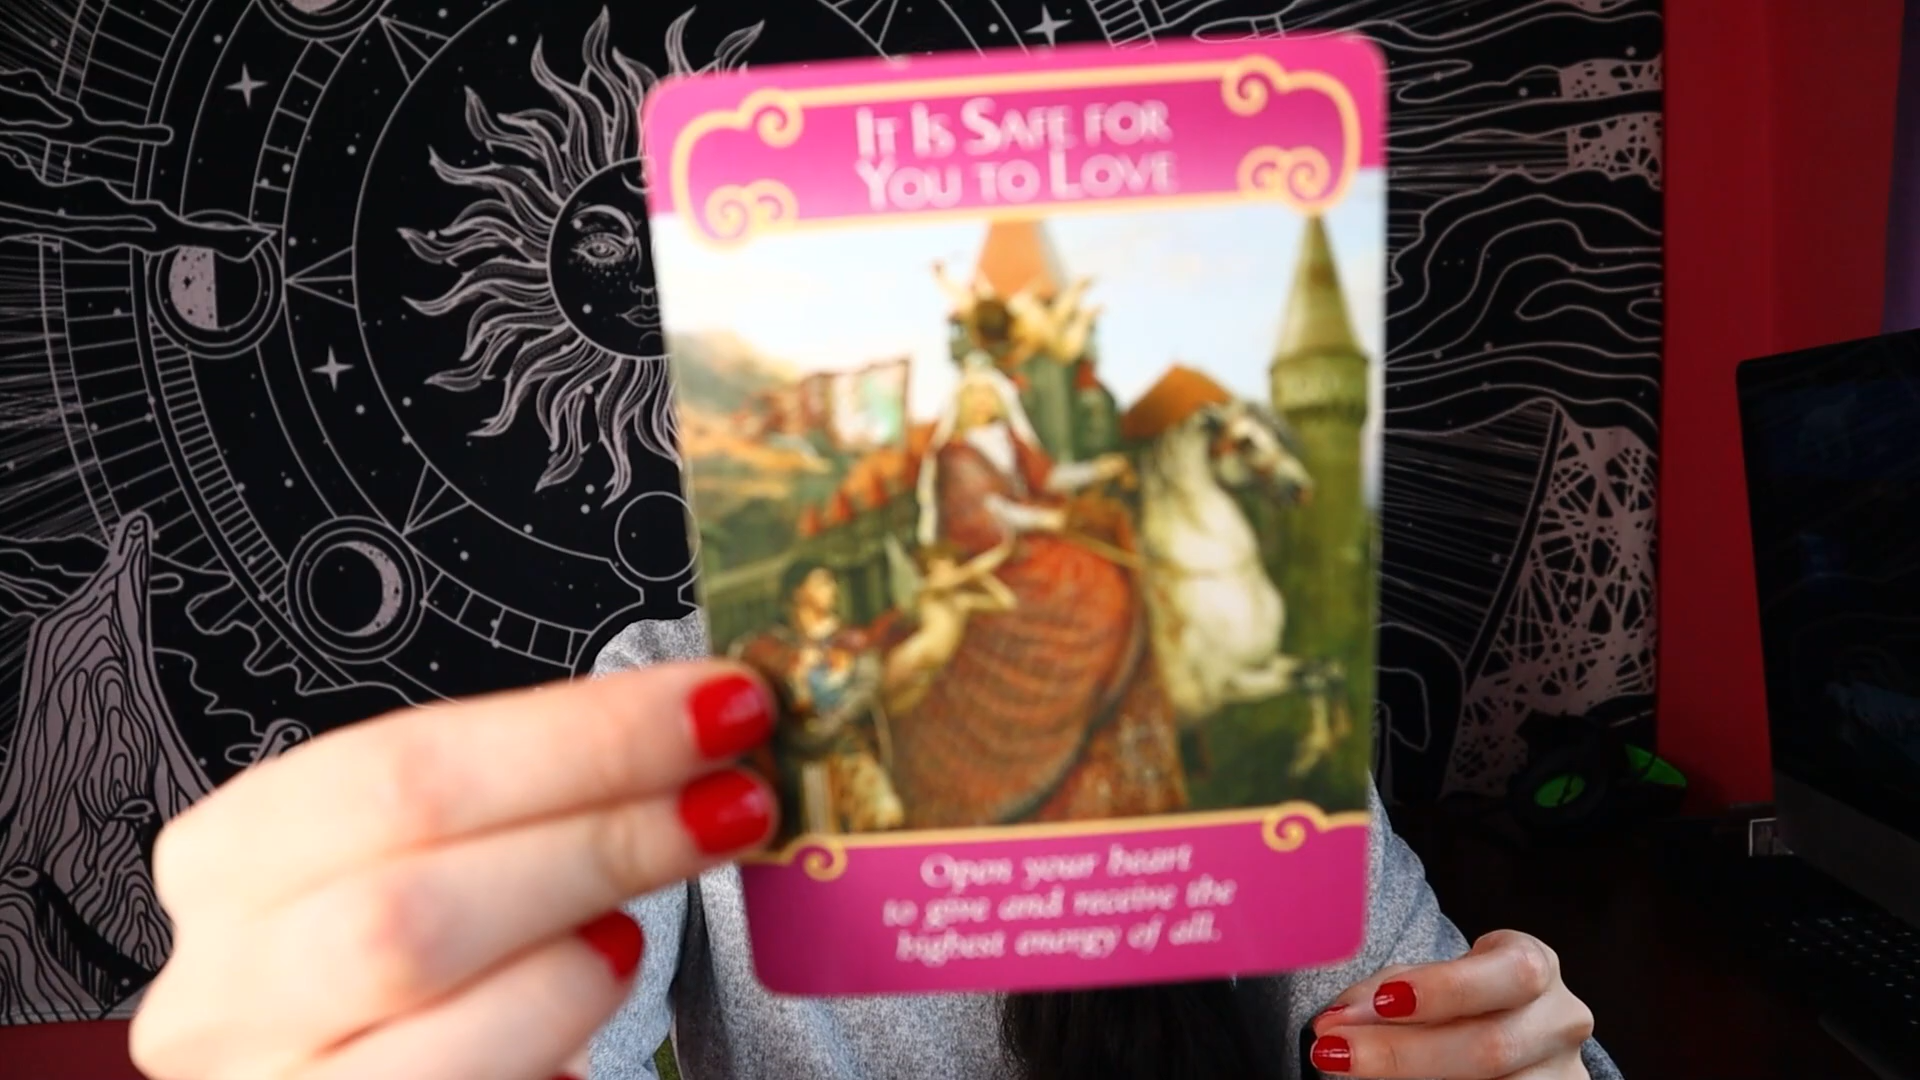 It Is Safe for
You to Love
Open your heart
to give and receive the
highest energy of all.